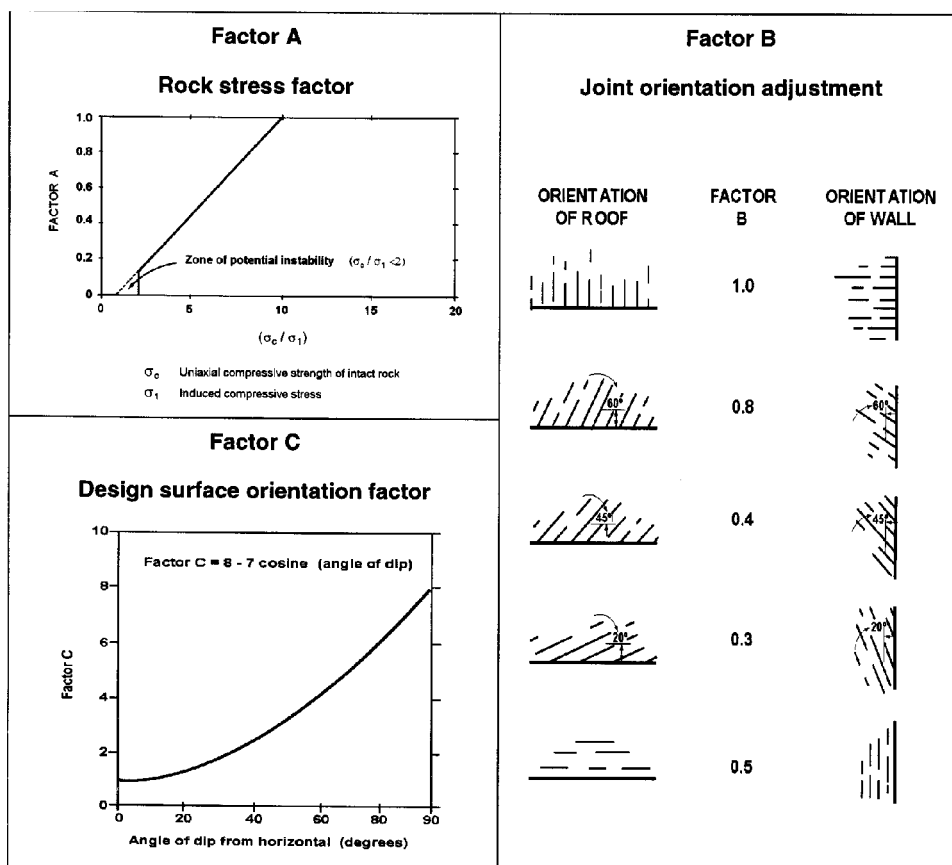 Factor A
Rock stress factor
1.0
0.8
0.6
0.4
0.2
0
FACTOR A
Zone of potential instability (σc / σ1 <2)
0 5 10 15 20
(σc / σ1)
σc Uniaxial compressive strength of intact rock
σ1 Induced compressive stress
Factor C
Design surface orientation factor
10
8
6
4
2
0
Factor C
Factor C = 8 - 7 cosine (angle of dip)
0 20 40 60 80 90
Angle of dip from horizontal (degrees)
Factor B
Joint orientation adjustment
ORIENTATION OF ROOF
FACTOR B
ORIENTATION OF WALL
1.0
60° 0.8 60°
45° 0.4 45°
20° 0.3 20°
0.5